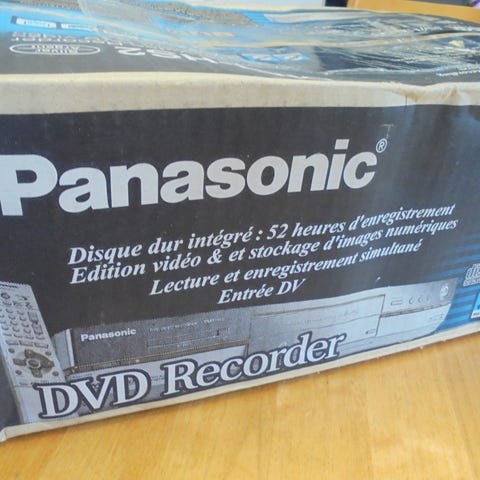 HS2
Panasonic®
Disque dur intégré : 52 heures d'enregistrement
Edition vidéo & et stockage d'images numériques
Lecture et enregistrement simultané
Entrée DV
Panasonic
DVD Recorder